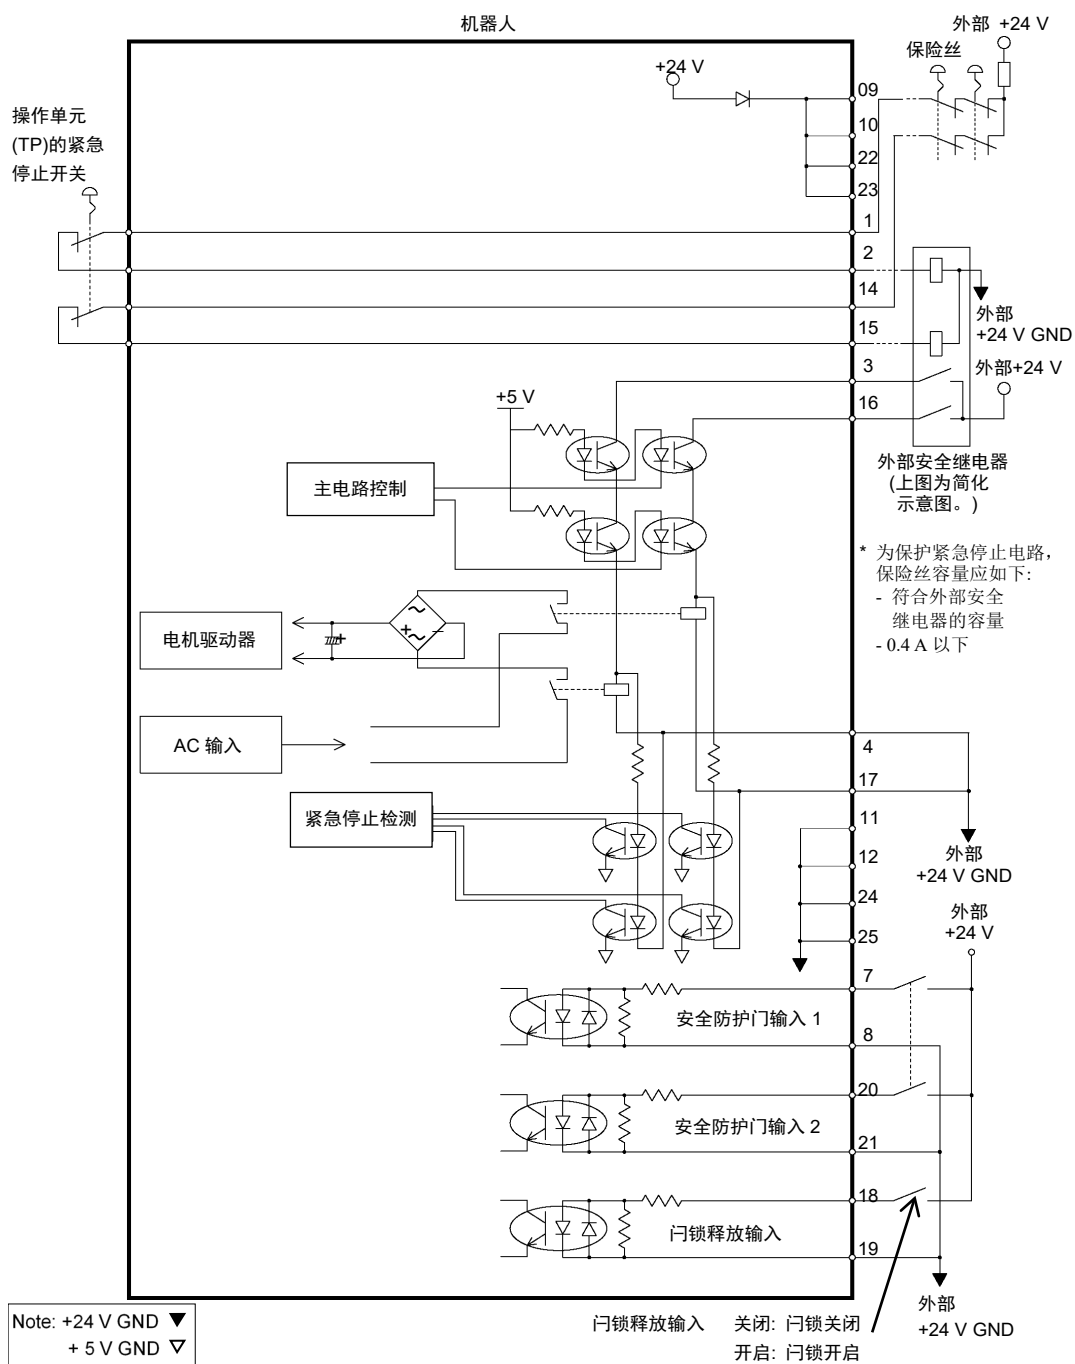 机器人
外部 +24 V
保险丝
+24 V
09
10
22
23
操作单元
(TP)的紧急
停止开关
1
2
14
15
外部
+24 V GND
3
外部+24 V
16
+5 V
主电路控制
外部安全继电器
(上图为简化
示意图。)
* 为保护紧急停止电路，
保险丝容量应如下:
- 符合外部安全
继电器的容量
- 0.4 A 以下
电机驱动器
AC 输入
4
17
紧急停止检测
11
12
24
25
外部
+24 V GND
外部
+24 V
7
安全防护门输入 1
8
20
安全防护门输入 2
21
18
闩锁释放输入
19
外部
+24 V GND
闩锁释放输入 关闭: 闩锁关闭
开启: 闩锁开启
Note: +24 V GND ▼
+ 5 V GND ▽